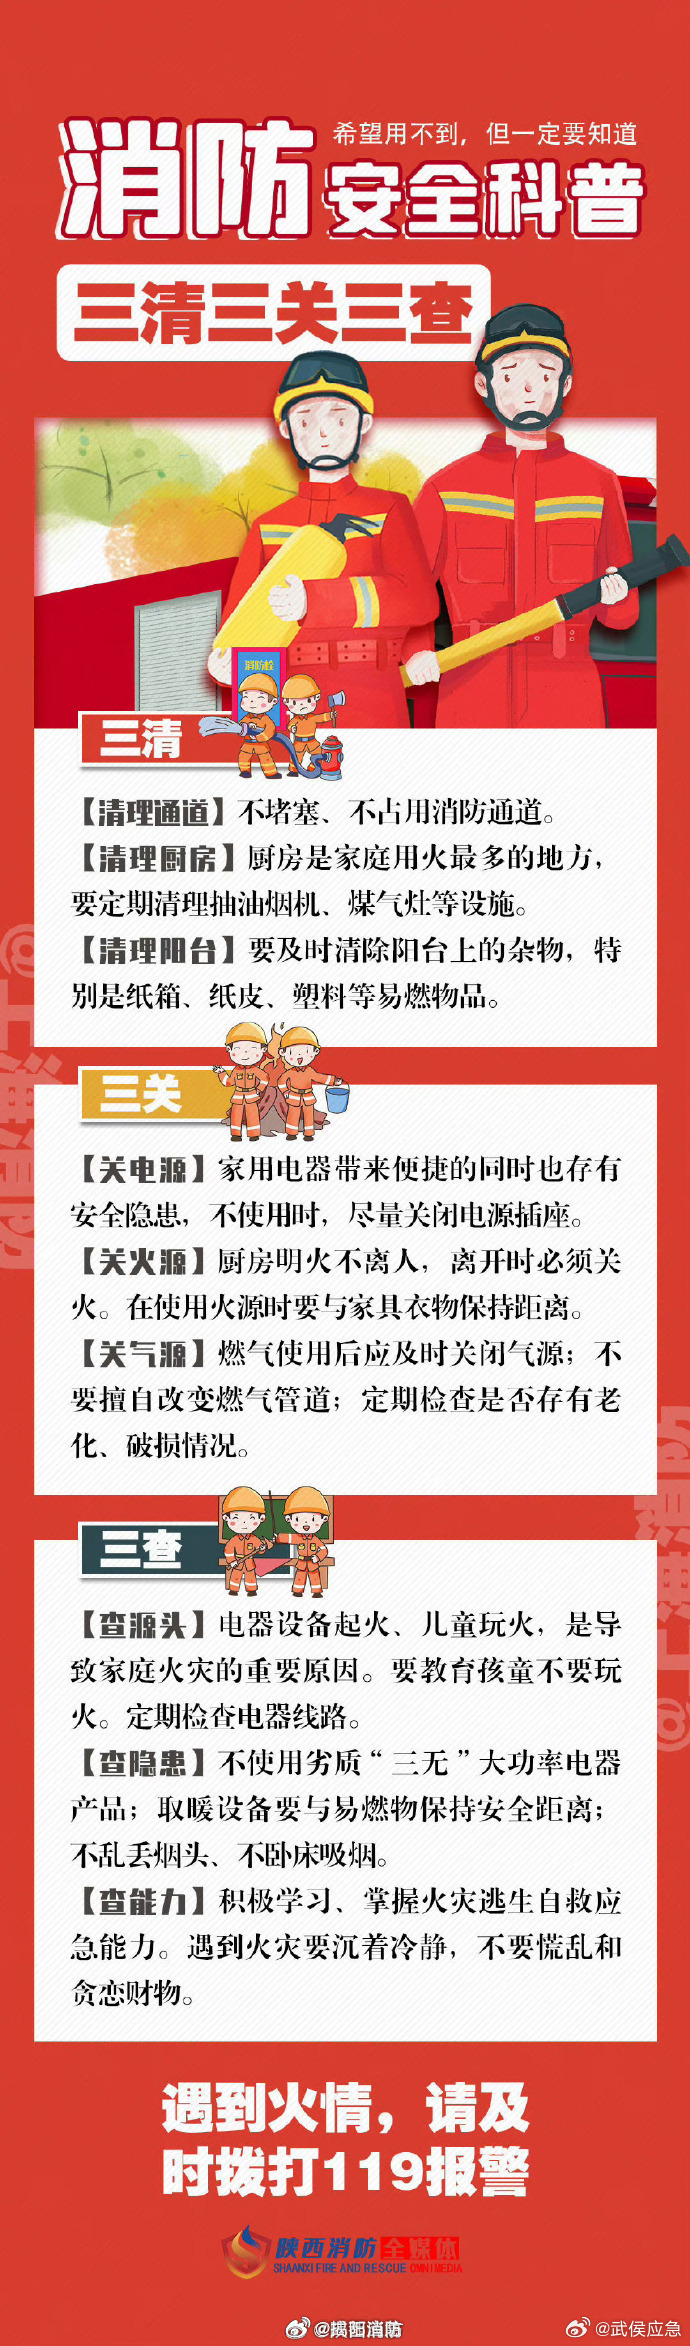 希望用不到，但一定要知道
消防安全科普
三清三关三查
消防栓
三清
【清理通道】不堵塞、不占用消防通道。
【清理厨房】厨房是家庭用火最多的地方，
要定期清理抽油烟机、煤气灶等设施。
【清理阳台】要及时清除阳台上的杂物，特
别是纸箱、纸皮、塑料等易燃物品。
三关
【关电源】家用电器带来便捷的同时也存有
安全隐患，不使用时，尽量关闭电源插座。
【关火源】厨房明火不离人，离开时必须关
火。在使用火源时要与家具衣物保持距离。
【关气源】燃气使用后应及时关闭气源；不
要擅自改变燃气管道；定期检查是否存有老
化、破损情况。
三查
【查源头】电器设备起火、儿童玩火，是导
致家庭火灾的重要原因。要教育孩童不要玩
火。定期检查电器线路。
【查隐患】不使用劣质“三无”大功率电器
产品；取暖设备要与易燃物保持安全距离；
不乱丢烟头、不卧床吸烟。
【查能力】积极学习、掌握火灾逃生自救应
急能力。遇到火灾要沉着冷静，不要慌乱和
贪恋财物。
遇到火情，请及
时拨打119报警
陕西消防全媒体
SHAANXI FIRE AND RESCUE OMNIMEDIA
@揭阳消防
@武侯应急